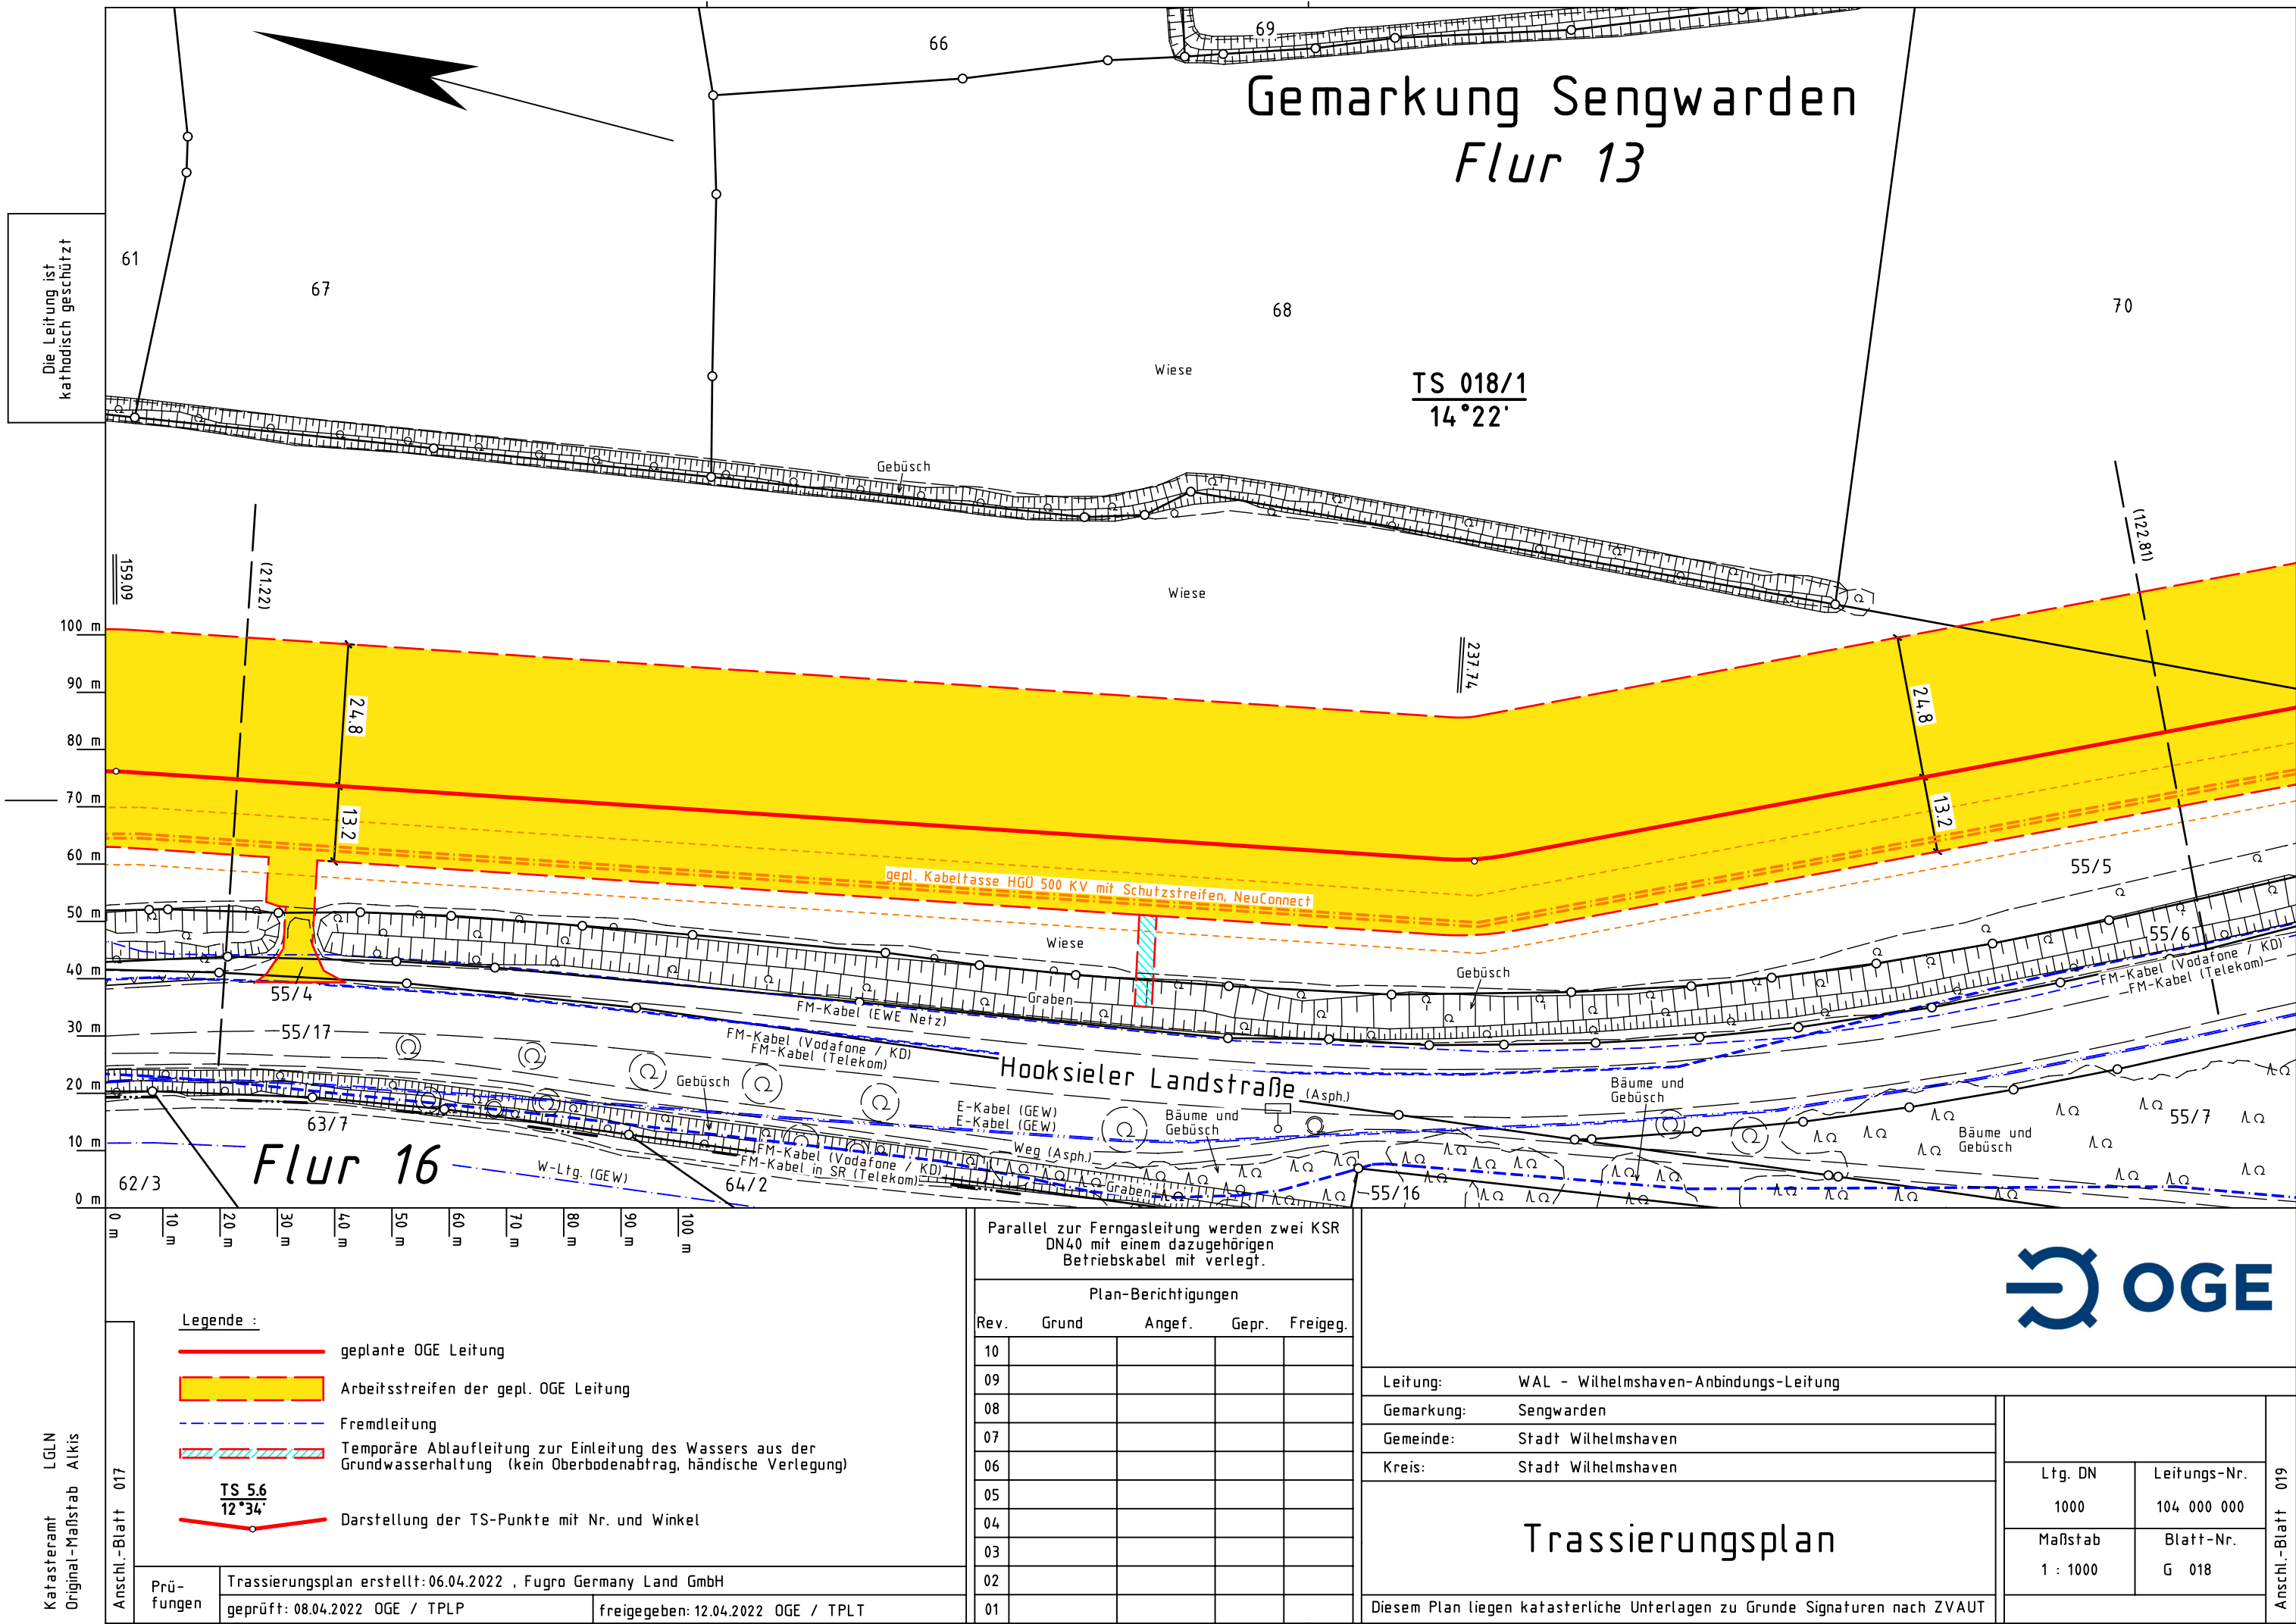 66
69
Gemarkung Sengwarden
Flur 13
Die Leitung ist
kathodisch geschützt
61
67
68
70
Wiese
TS 018/1
14°22'
Gebüsch
(122.81)
159.09
(21.22)
Wiese
237.74
100 m
90 m
80 m
70 m
60 m
50 m
40 m
30 m
20 m
10 m
0 m
24.8
13.2
24.8
13.2
gepl. Kabeltasse HGÜ 500 KV mit Schutzstreifen, NeuConnect
55/5
55/6
Wiese
Gebüsch
FM-Kabel (Vodafone / KD)
FM-Kabel (Telekom)
55/4
Graben
FM-Kabel (EWE Netz)
55/17
FM-Kabel (Vodafone / KD)
FM-Kabel (Telekom)
Hooksieler Landstraße (Asph.)
Gebüsch
Bäume und
Gebüsch
E-Kabel (GEW)
E-Kabel (GEW)
Bäume und
Gebüsch
63/7
55/7
Bäume und
Gebüsch
Weg (Asph.)
Flur 16
FM-Kabel (Vodafone / KD)
FM-Kabel in SR (Telekom)
W-Ltg. (GEW)
62/3
64/2
Graben
55/16
0 m
10 m
20 m
30 m
40 m
50 m
60 m
70 m
80 m
90 m
100 m
Parallel zur Ferngasleitung werden zwei KSR
DN40 mit einem dazugehörigen
Betriebskabel mit verlegt.
Plan-Berichtigungen
Rev. Grund Angef. Gepr. Freigeg.
10
09
08
07
06
05
04
03
02
01
OGE
Legende :
geplante OGE Leitung
Arbeitsstreifen der gepl. OGE Leitung
Fremdleitung
Temporäre Ablaufleitung zur Einleitung des Wassers aus der
Grundwasserhaltung (kein Oberbodenabtrag, händische Verlegung)
TS 5.6
12°34'
Darstellung der TS-Punkte mit Nr. und Winkel
Katasteramt LGLN
Original-Maßstab Alkis
Anschl.-Blatt 017
Prü-
fungen
Trassierungsplan erstellt: 06.04.2022 , Fugro Germany Land GmbH
geprüft: 08.04.2022 OGE / TPLP
freigegeben: 12.04.2022 OGE / TPLT
Leitung: WAL - Wilhelmshaven-Anbindungs-Leitung
Gemarkung: Sengwarden
Gemeinde: Stadt Wilhelmshaven
Kreis: Stadt Wilhelmshaven
Trassierungsplan
Diesem Plan liegen katasterliche Unterlagen zu Grunde Signaturen nach ZVAUT
Ltg. DN Leitungs-Nr.
1000 104 000 000
Maßstab Blatt-Nr.
1 : 1000 G 018
Anschl.-Blatt 019